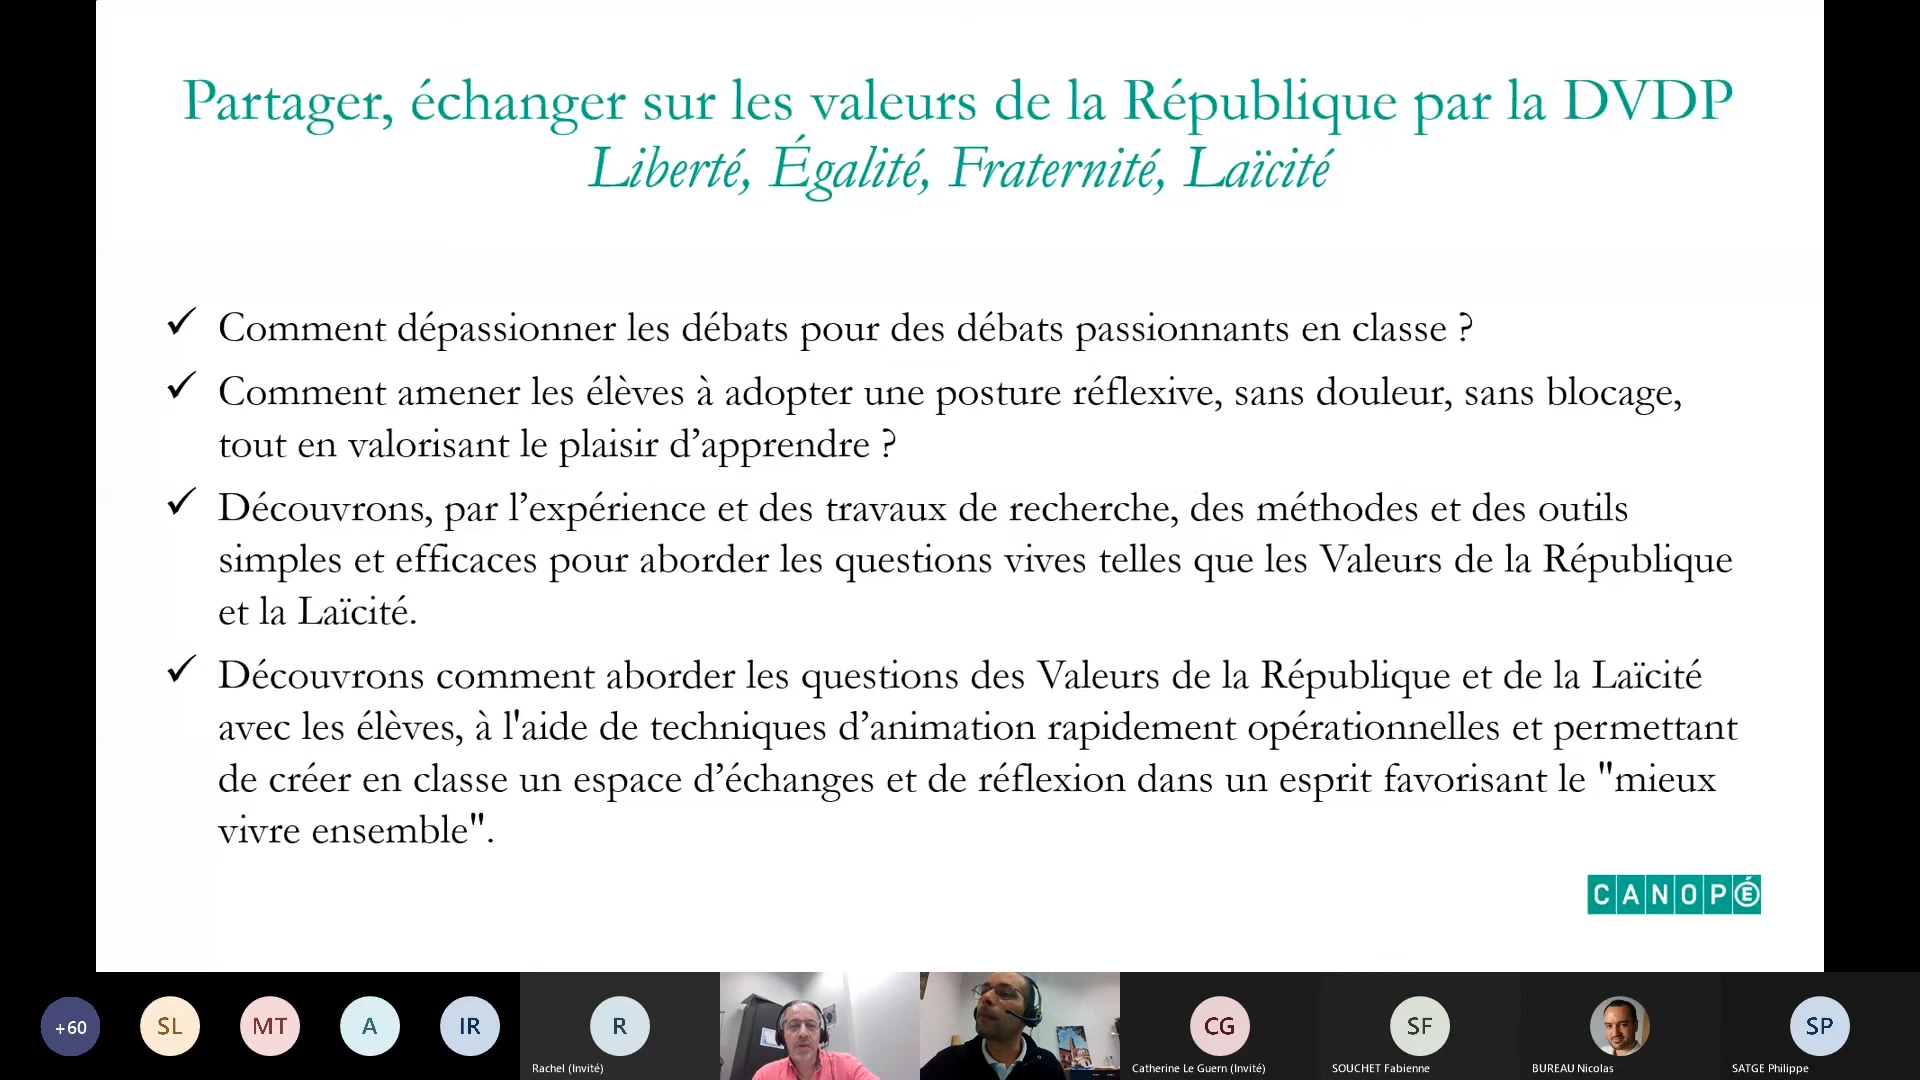 Partager, échanger sur les valeurs de la République par la DVDP
Liberté, Égalité, Fraternité, Laïcité
Comment dépassionner les débats pour des débats passionnants en classe ?
Comment amener les élèves à adopter une posture réflexive, sans douleur, sans blocage,
tout en valorisant le plaisir d’apprendre ?
Découvrons, par l’expérience et des travaux de recherche, des méthodes et des outils
simples et efficaces pour aborder les questions vives telles que les Valeurs de la République
et la Laïcité.
Découvrons comment aborder les questions des Valeurs de la République et de la Laïcité
avec les élèves, à l'aide de techniques d’animation rapidement opérationnelles et permettant
de créer en classe un espace d’échanges et de réflexion dans un esprit favorisant le "mieux
vivre ensemble".
CANOPÉ
+60
SL
MT
A
IR
R
Rachel (Invité)
CG
Catherine Le Guern (Invité)
SF
SOUCHET Fabienne
BUREAU Nicolas
SP
SATGE Philippe